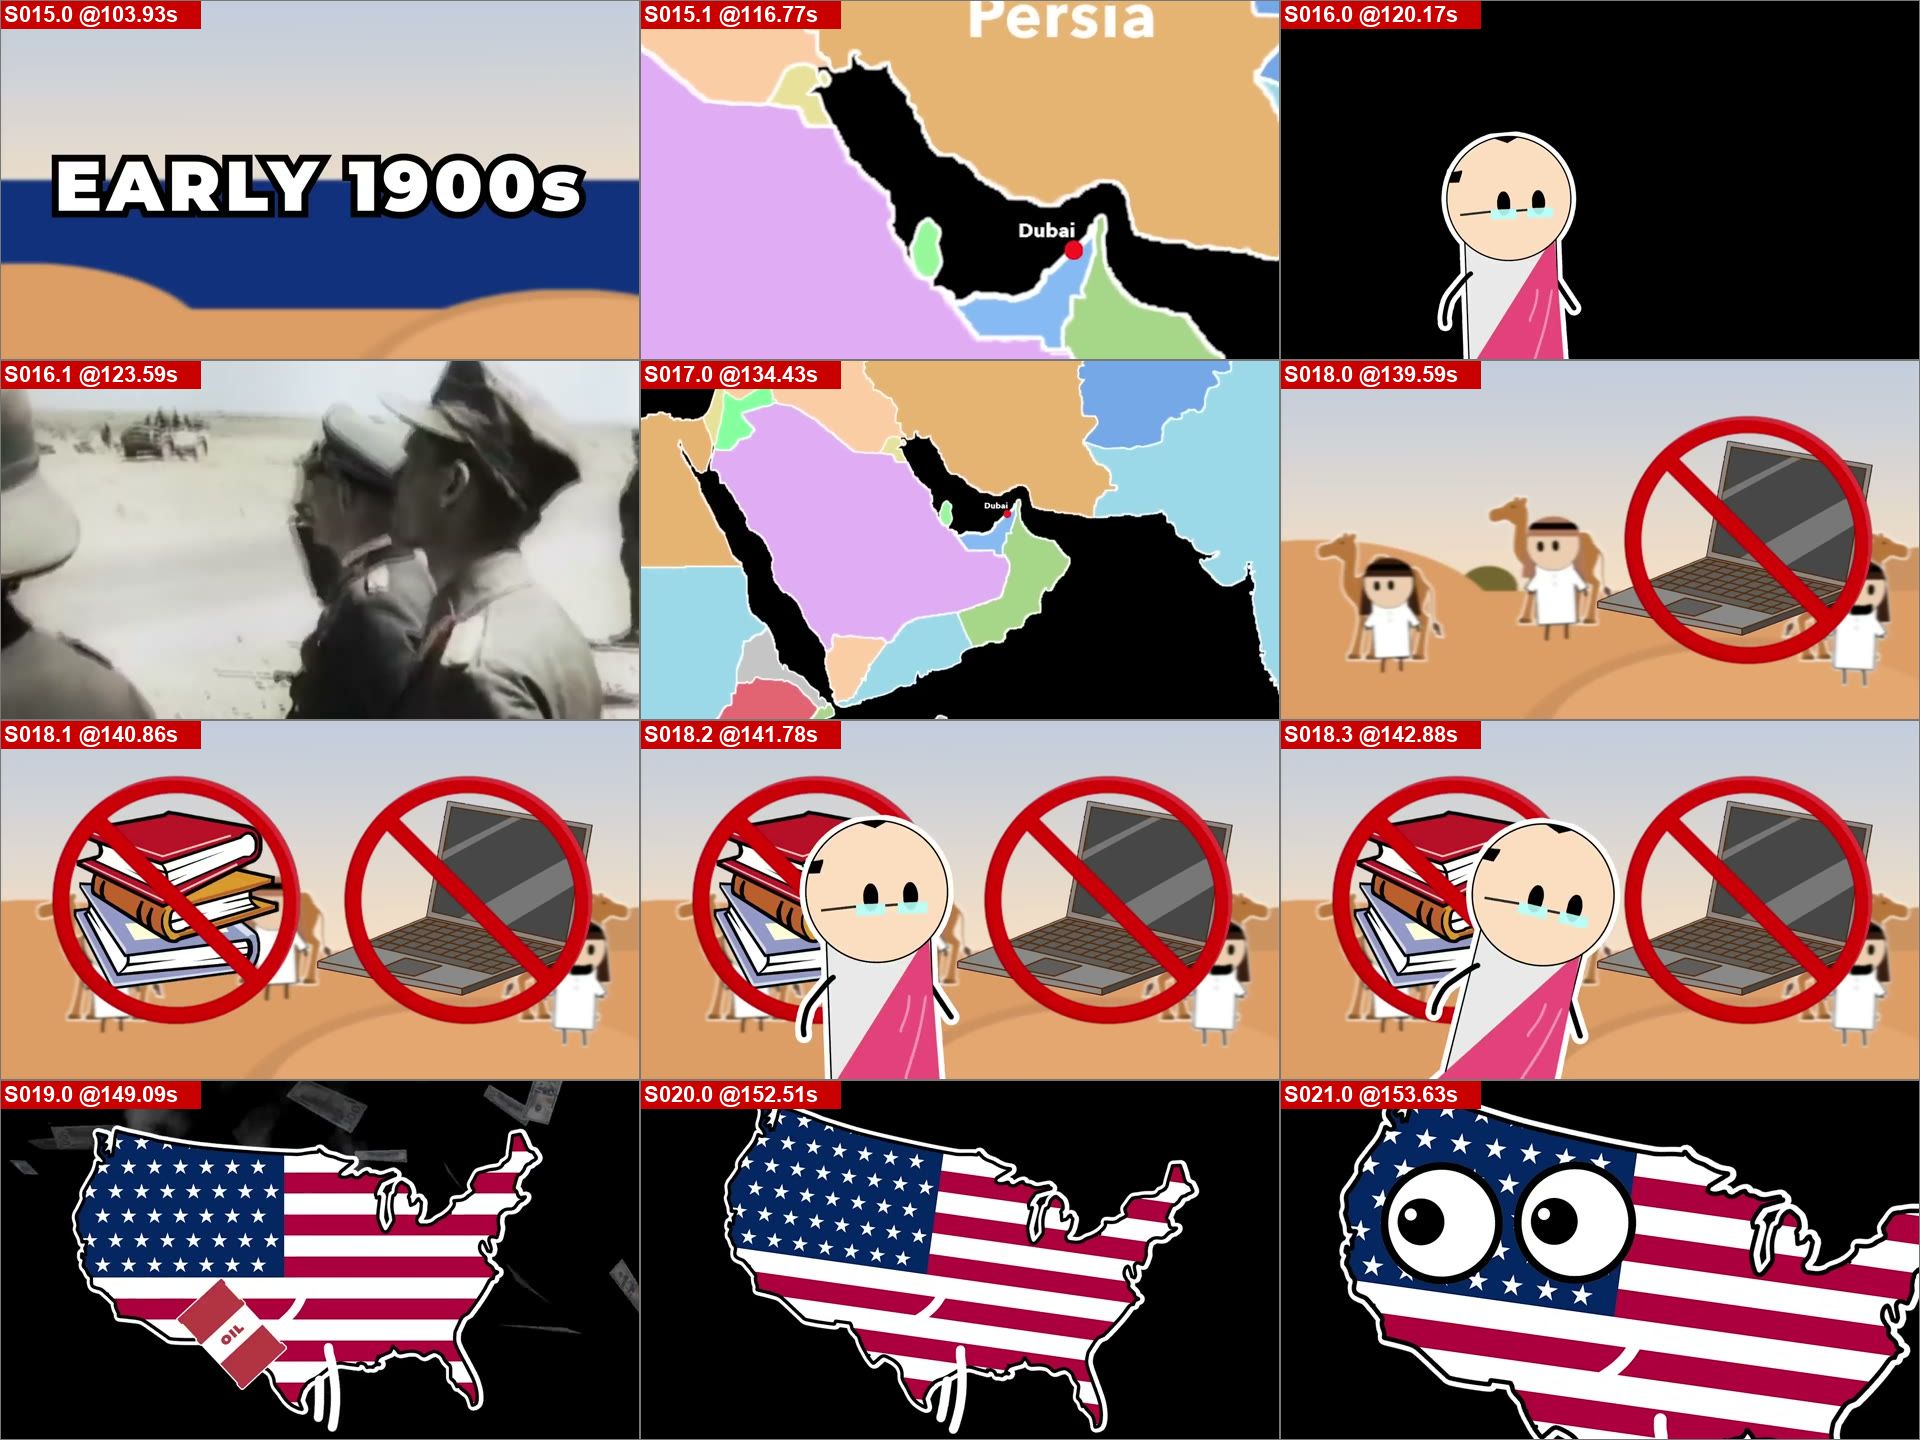 S015.0 @103.93s
EARLY 1900s
S015.1 @116.77s
Persia
Dubai
S016.0 @120.17s
S016.1 @123.59s
S017.0 @134.43s
Dubai
S018.0 @139.59s
S018.1 @140.86s
S018.2 @141.78s
S018.3 @142.88s
S019.0 @149.09s
OIL
S020.0 @152.51s
S021.0 @153.63s